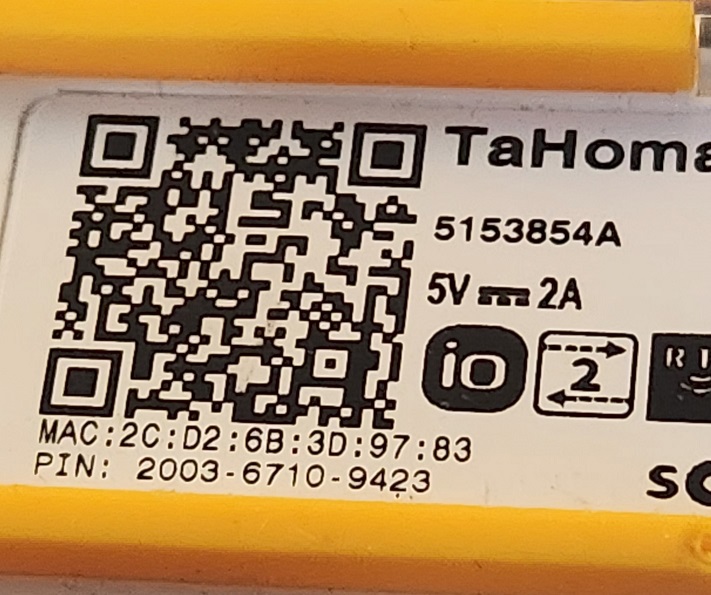 TaHoma
5153854A
5V ⎓ 2A
io
2
MAC:2C:D2:6B:3D:97:83
PIN: 2003-6710-9423